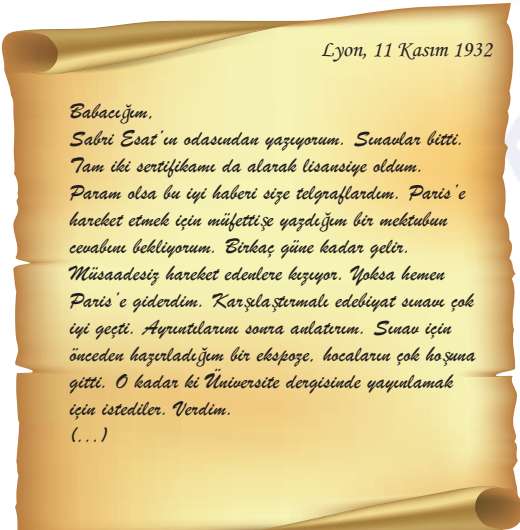 Lyon, 11 Kasım 1932
Babacığım,
Sabri Esat'ın odasından yazıyorum. Sınavlar bitti.
Tam iki sertifikamı da alarak lisansiye oldum.
Param olsa bu iyi haberi size telgraflardım. Paris'e
hareket etmek için müfettişe yazdığım bir mektubun
cevabını bekliyorum. Birkaç güne kadar gelir.
Müsaadesiz hareket edenlere kızıyor. Yoksa hemen
Paris'e giderdim. Karşılaştırmalı edebiyat sınavı çok
iyi geçti. Ayrıntılarını sonra anlatırım. Sınav için
önceden hazırladığım bir ekspoze, hocaların çok hoşuna
gitti. O kadar ki Üniversite dergisinde yayınlamak
için istediler. Verdim.
(...)